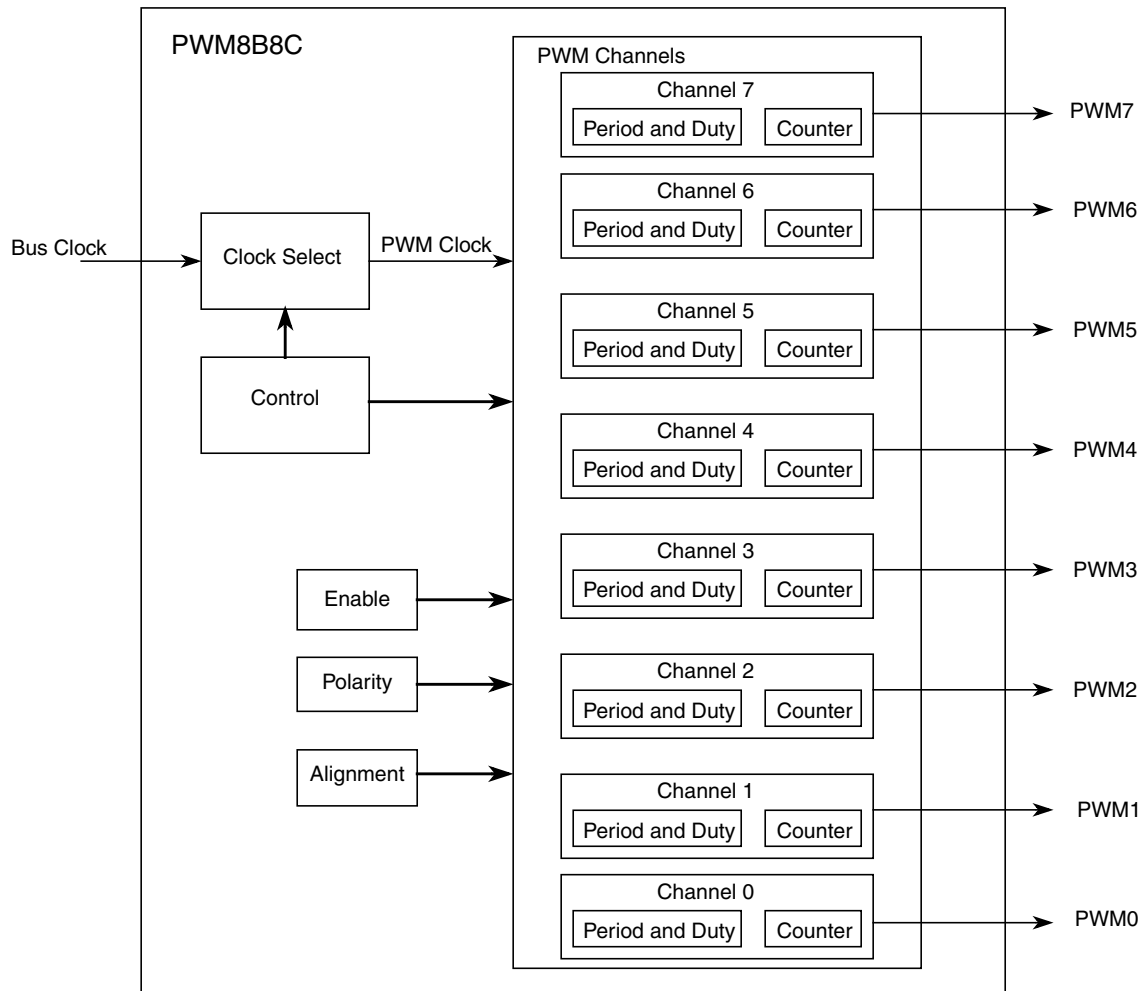 PWM8B8C
PWM Channels
Channel 7
Period and Duty
Counter
PWM7
Channel 6
Period and Duty
Counter
PWM6
Bus Clock
Clock Select
PWM Clock
Channel 5
Period and Duty
Counter
PWM5
Control
Channel 4
Period and Duty
Counter
PWM4
Channel 3
Period and Duty
Counter
PWM3
Enable
Polarity
Channel 2
Period and Duty
Counter
PWM2
Alignment
Channel 1
Period and Duty
Counter
PWM1
Channel 0
Period and Duty
Counter
PWM0